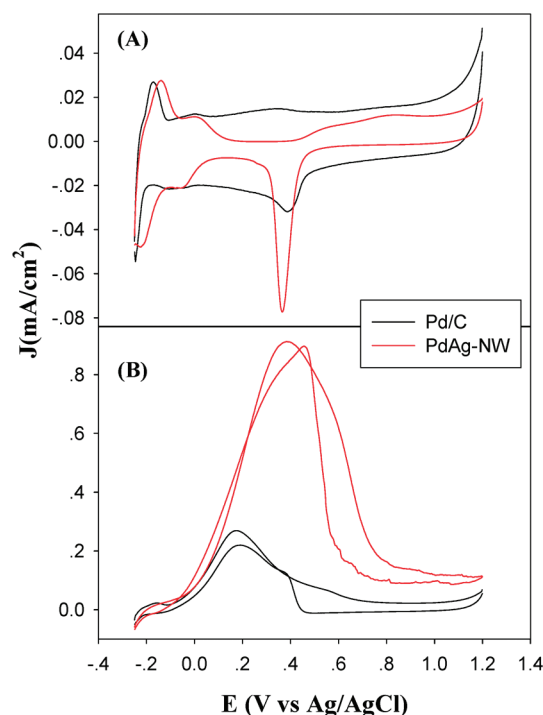 (A)
.04
.02
0.00
-.02
-.04
-.06
-.08
J(mA/cm²)
Pd/C
PdAg-NW
(B)
.8
.6
.4
.2
0.0
-.4 -.2 0.0 .2 .4 .6 .8 1.0 1.2 1.4
E (V vs Ag/AgCl)